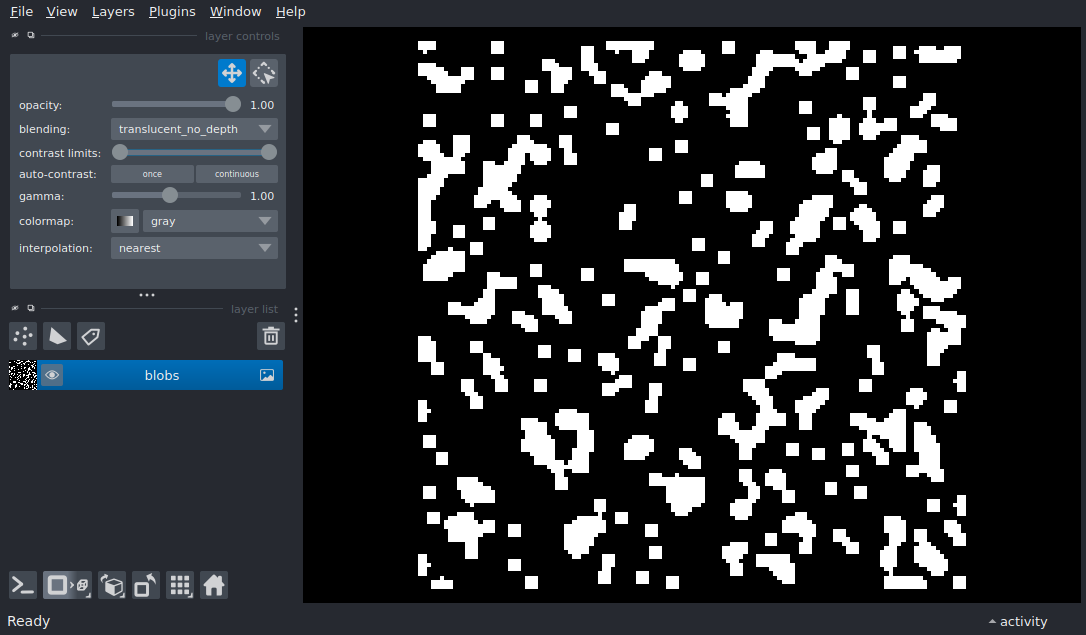 File View Layers Plugins Window Help
layer controls
opacity: 1.00
blending: translucent_no_depth
contrast limits:
auto-contrast: once continuous
gamma: 1.00
colormap: gray
interpolation: nearest
layer list
blobs
Ready activity